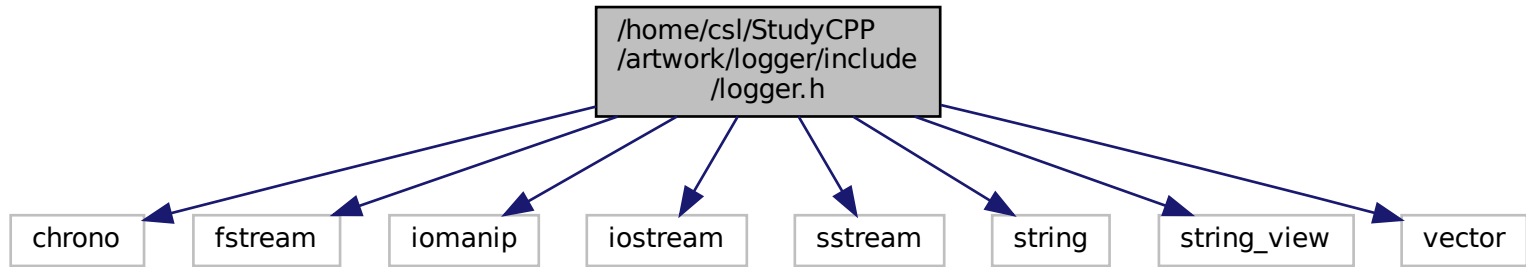 /home/csl/StudyCPP
/artwork/logger/include
/logger.h
chrono
fstream
iomanip
iostream
sstream
string
string_view
vector